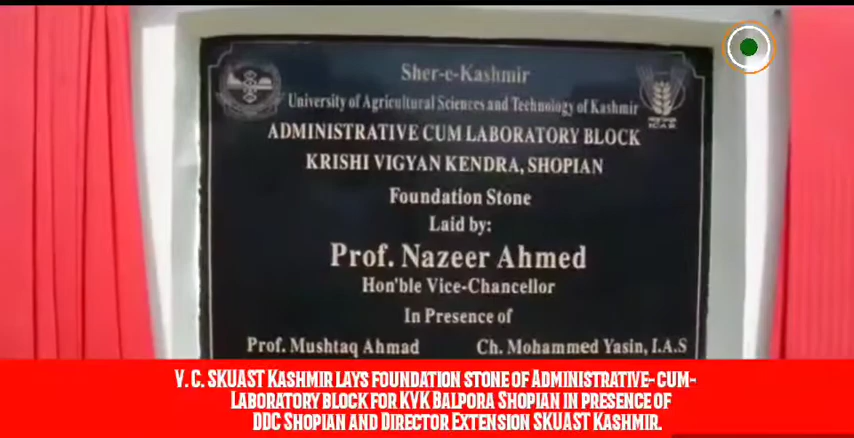 Sher-e-Kashmir
University of Agricultural Sciences and Technology of Kashmir
ICAR
ADMINISTRATIVE CUM LABORATORY BLOCK
KRISHI VIGYAN KENDRA, SHOPIAN
Foundation Stone
Laid by:
Prof. Nazeer Ahmed
Hon'ble Vice-Chancellor
In Presence of
Prof. Mushtaq Ahmad Ch. Mohammed Yasin, I.A.S
V. C. SKUAST KASHMIR LAYS FOUNDATION STONE OF ADMINISTRATIVE-CUM-
LABORATORY BLOCK FOR KYK BALPORA SHOPIAN IN PRESENCE OF
DDC SHOPIAN AND DIRECTOR EXTENSION SKUAST KASHMIR.